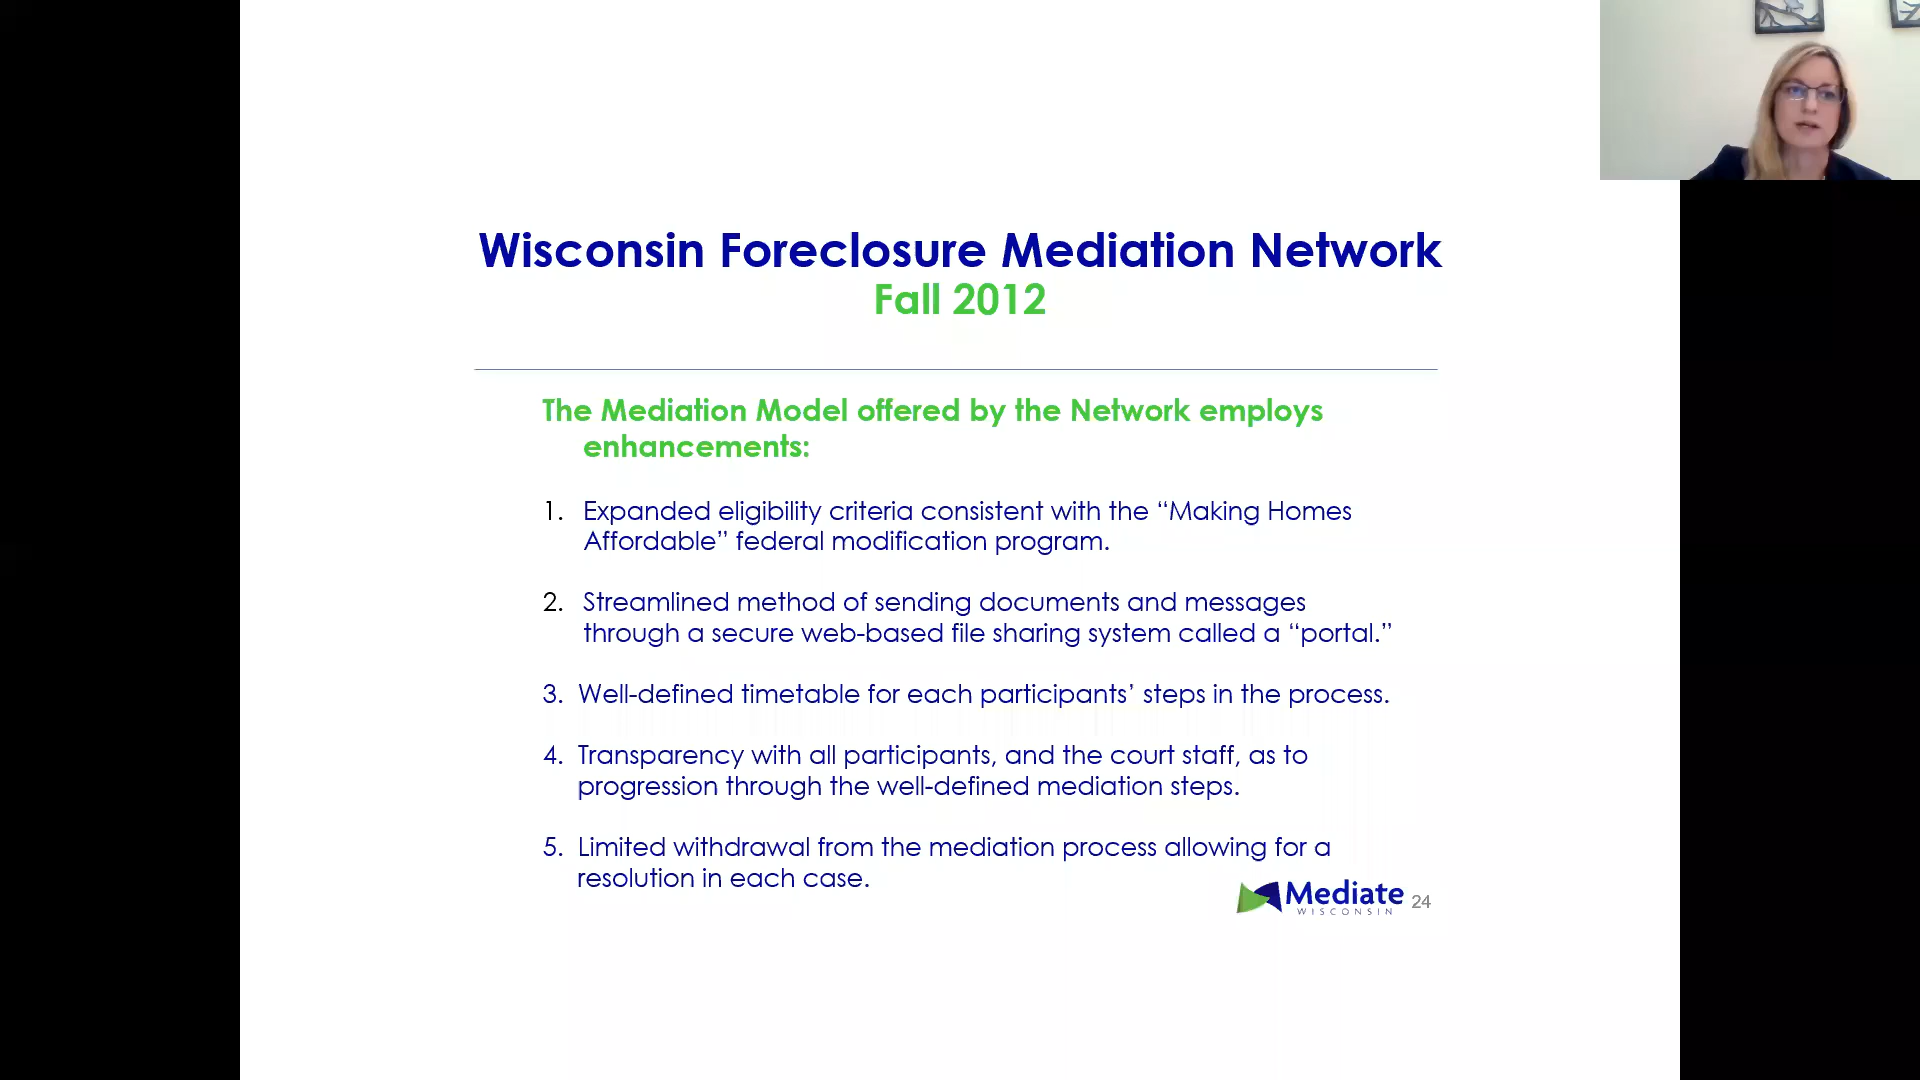 Wisconsin Foreclosure Mediation Network
Fall 2012
The Mediation Model offered by the Network employs
enhancements:
1. Expanded eligibility criteria consistent with the “Making Homes
Affordable” federal modification program.
2. Streamlined method of sending documents and messages
through a secure web-based file sharing system called a “portal.”
3. Well-defined timetable for each participants’ steps in the process.
4. Transparency with all participants, and the court staff, as to
progression through the well-defined mediation steps.
5. Limited withdrawal from the mediation process allowing for a
resolution in each case.
Mediate
WISCONSIN
24